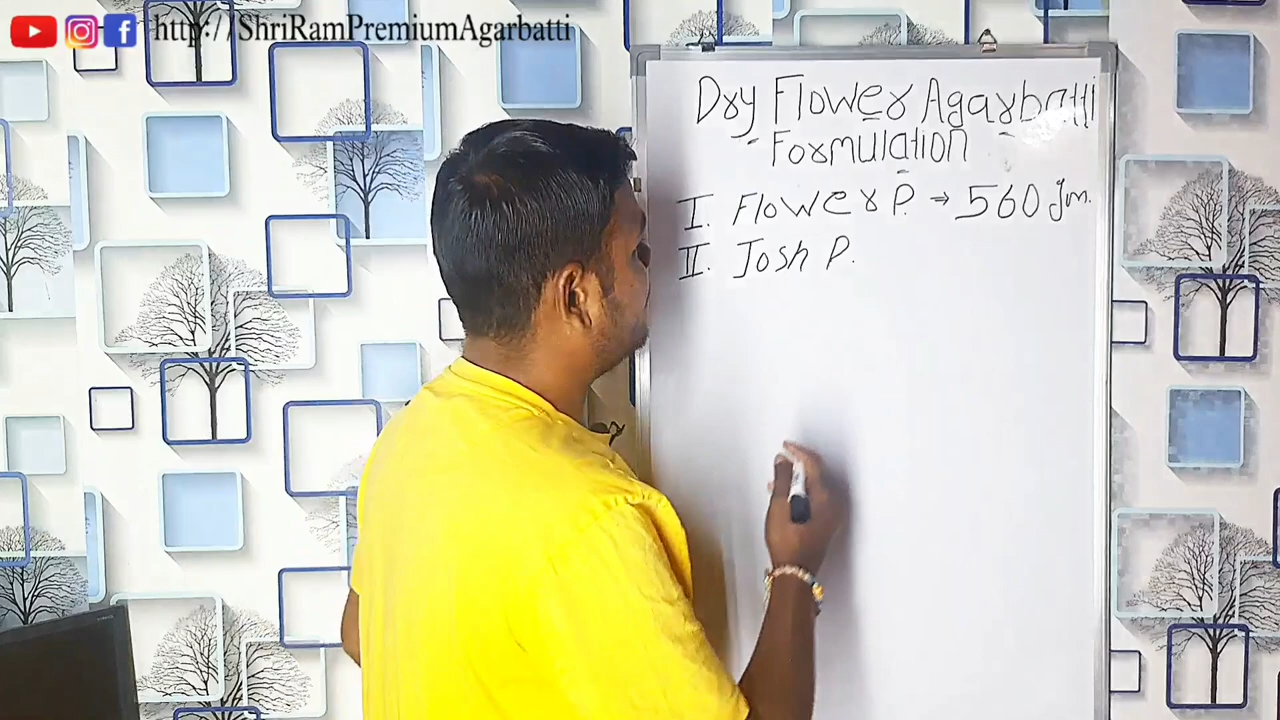 http://ShriRamPremiumAgarbatti
Dry Flower Agarbatti
Formulation
I. Flower P. → 560 gm.
II. Josh P.